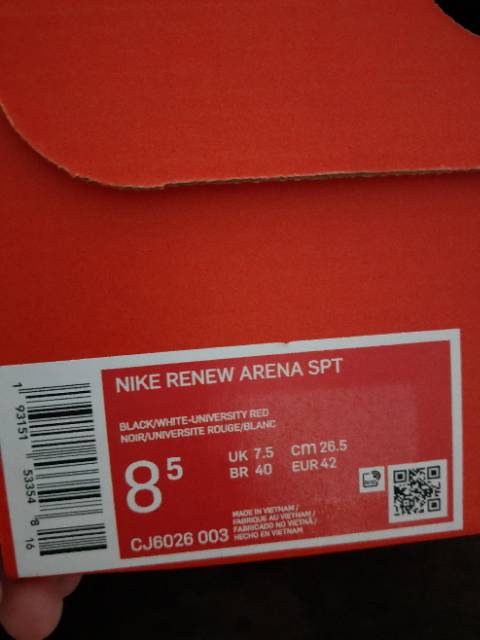 NIKE RENEW ARENA SPT
BLACK/WHITE-UNIVERSITY RED
NOIR/UNIVERSITE ROUGE/BLANC
8 5
UK 7.5 cm 26.5
BR 40 EUR 42
CJ6026 003
MADE IN VIETNAM /
FABRIQUE AU VIETNAM /
FABRICADO NO VIETNÃ /
HECHO EN VIETNAM
1 93151 53354 8 16